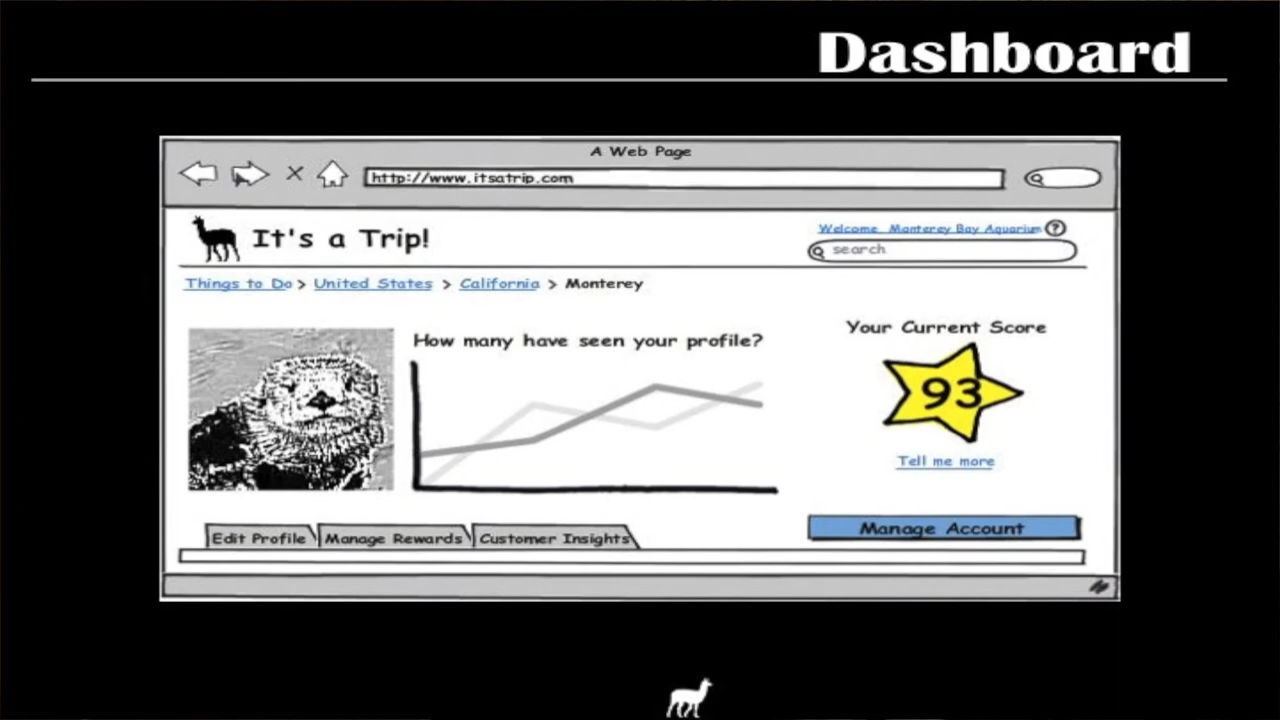 Dashboard
A Web Page
http://www.itsatrip.com
It's a Trip!
Welcome, Monterey Bay Aquarium ?
search
Things to Do > United States > California > Monterey
How many have seen your profile?
Your Current Score
93
Tell me more
Edit Profile Manage Rewards Customer Insights
Manage Account